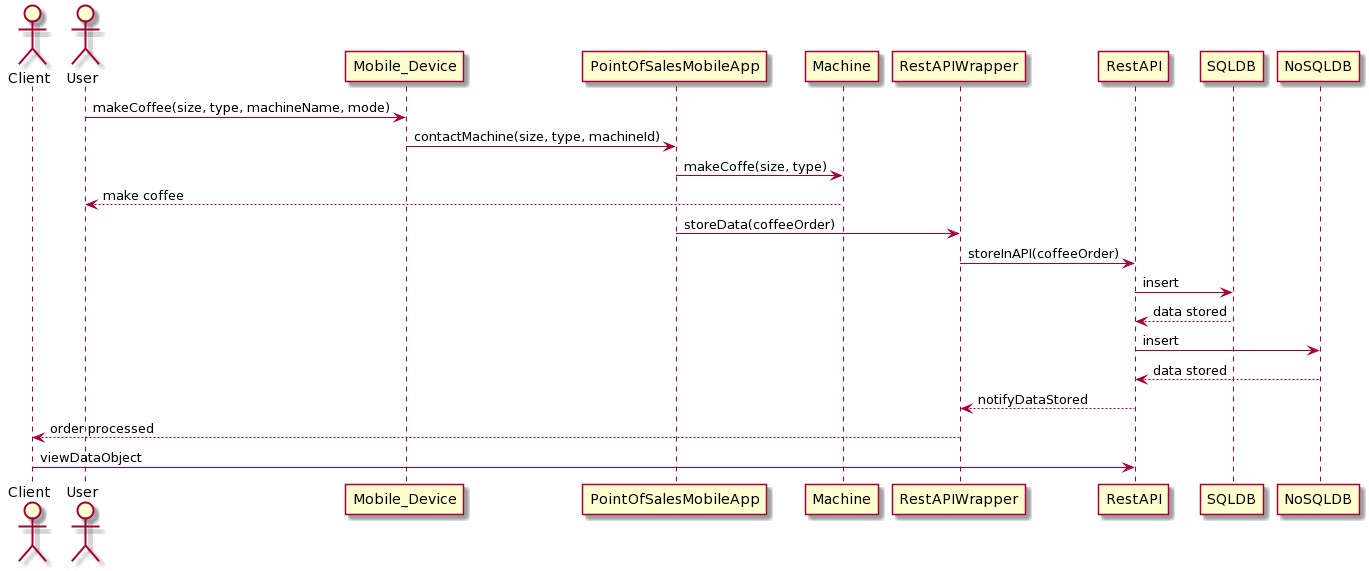 Client User
Mobile_Device PointOfSalesMobileApp Machine RestAPIWrapper RestAPI SQLDB NoSQLDB
makeCoffee(size, type, machineName, mode)
contactMachine(size, type, machineId)
makeCoffe(size, type)
make coffee
storeData(coffeeOrder)
storeInAPI(coffeeOrder)
insert
data stored
insert
data stored
notifyDataStored
order processed
viewDataObject
Client User
Mobile_Device PointOfSalesMobileApp Machine RestAPIWrapper RestAPI SQLDB NoSQLDB